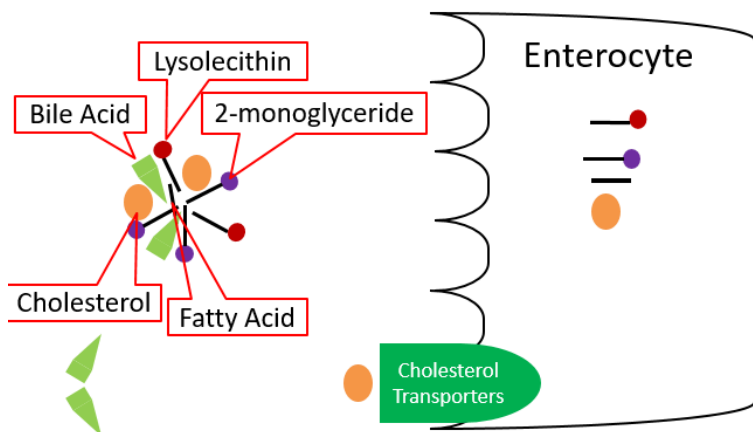 Lysolecithin
Enterocyte
Bile Acid
2-monoglyceride
Cholesterol
Fatty Acid
Cholesterol
Transporters